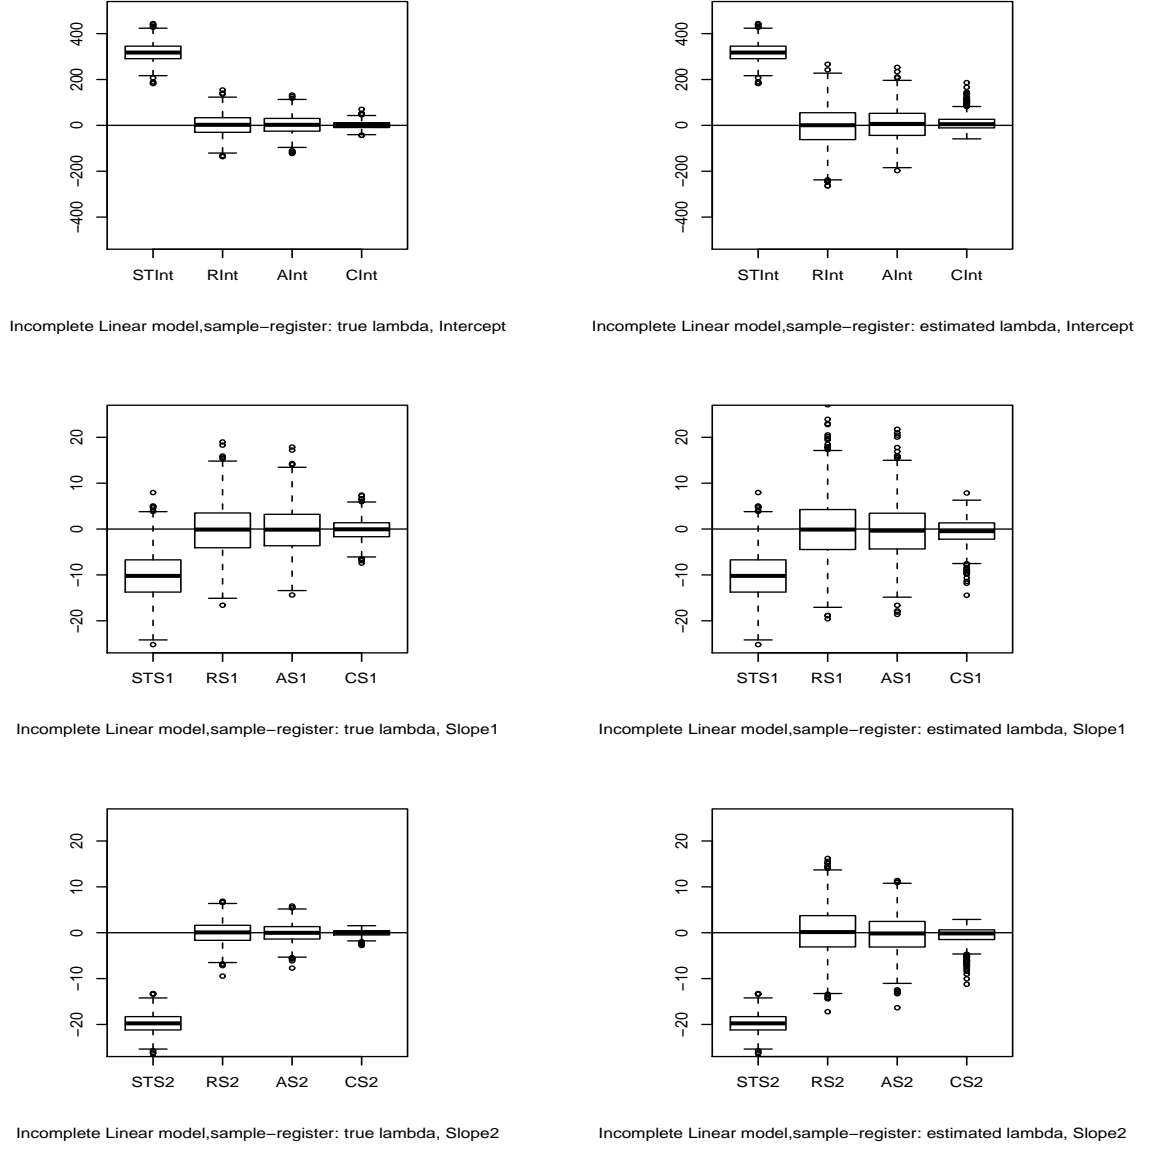 400
200
0
−200
−400
STInt RInt AInt CInt
Incomplete Linear model,sample−register: true lambda, Intercept
400
200
0
−200
−400
STInt RInt AInt CInt
Incomplete Linear model,sample−register: estimated lambda, Intercept
20
10
0
−10
−20
STS1 RS1 AS1 CS1
Incomplete Linear model,sample−register: true lambda, Slope1
20
10
0
−10
−20
STS1 RS1 AS1 CS1
Incomplete Linear model,sample−register: estimated lambda, Slope1
20
10
0
−10
−20
STS2 RS2 AS2 CS2
Incomplete Linear model,sample−register: true lambda, Slope2
20
10
0
−10
−20
STS2 RS2 AS2 CS2
Incomplete Linear model,sample−register: estimated lambda, Slope2